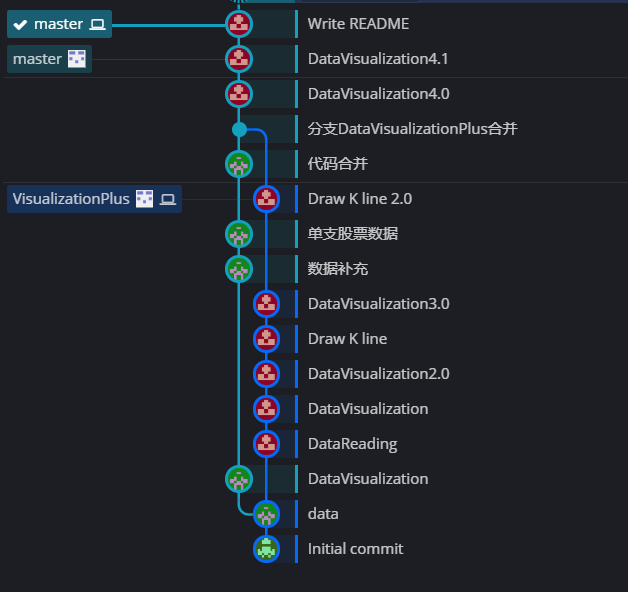 master Write README
master DataVisualization4.1
DataVisualization4.0
分支DataVisualizationPlus合并
代码合并
VisualizationPlus Draw K line 2.0
单支股票数据
数据补充
DataVisualization3.0
Draw K line
DataVisualization2.0
DataVisualization
DataReading
DataVisualization
data
Initial commit